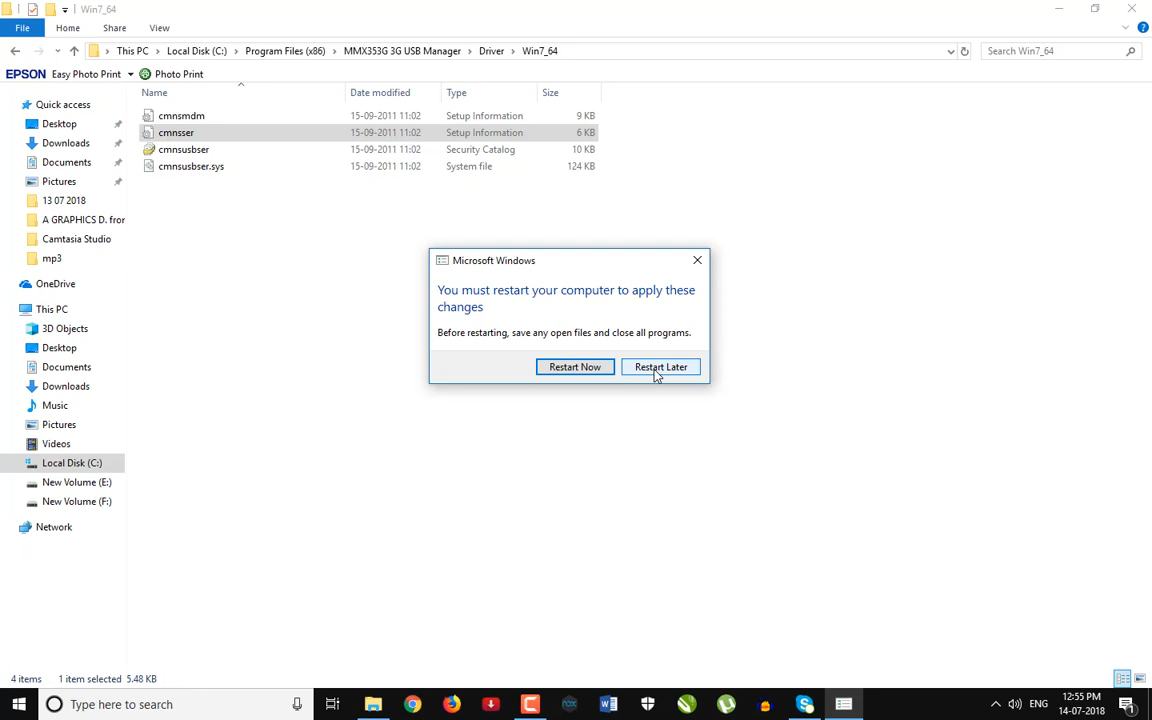 Win7_64
File Home Share View
This PC Local Disk (C:) Program Files (x86) MMX353G 3G USB Manager Driver Win7_64 Search Win7_64
EPSON Easy Photo Print Photo Print
Name Date modified Type Size
cmnsmdm 15-09-2011 11:02 Setup Information 9 KB
cmnsser 15-09-2011 11:02 Setup Information 6 KB
cmnsusbser 15-09-2011 11:02 Security Catalog 10 KB
cmnsusbser.sys 15-09-2011 11:02 System file 124 KB
Quick access
Desktop
Downloads
Documents
Pictures
13 07 2018
A GRAPHICS D. fror
Camtasia Studio
mp3
OneDrive
This PC
3D Objects
Desktop
Documents
Downloads
Music
Pictures
Videos
Local Disk (C:)
New Volume (E:)
New Volume (F:)
Network
Microsoft Windows
You must restart your computer to apply these
changes
Before restarting, save any open files and close all programs.
Restart Now Restart Later
4 items 1 item selected 5.48 KB
Type here to search
ENG
12:55 PM
14-07-2018
1